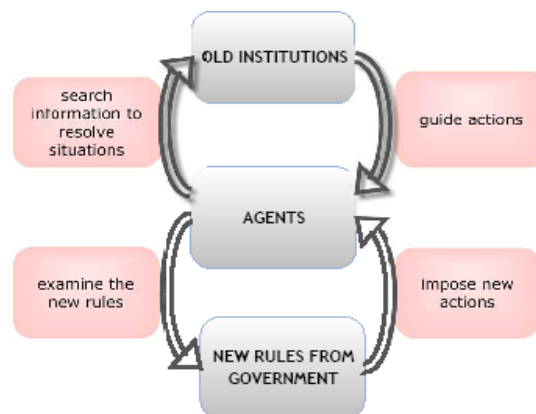 OLD INSTITUTIONS
search
information to
resolve
situations
guide actions
AGENTS
examine the
new rules
impose new
actions
NEW RULES FROM
GOVERNMENT